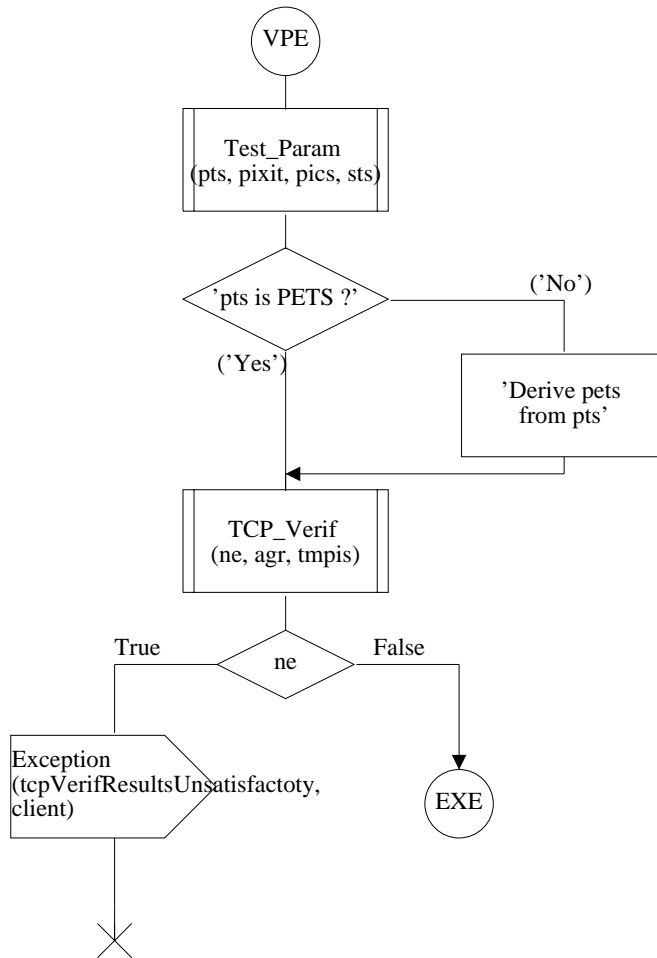 VPE
Test_Param
(pts, pixit, pics, sts)
’pts is PETS ?’
(’No’)
(’Yes’)
’Derive pets
from pts’
TCP_Verif
(ne, agr, tmpis)
True
ne
False
Exception
(tcpVerifResultsUnsatisfactoty,
client)
EXE